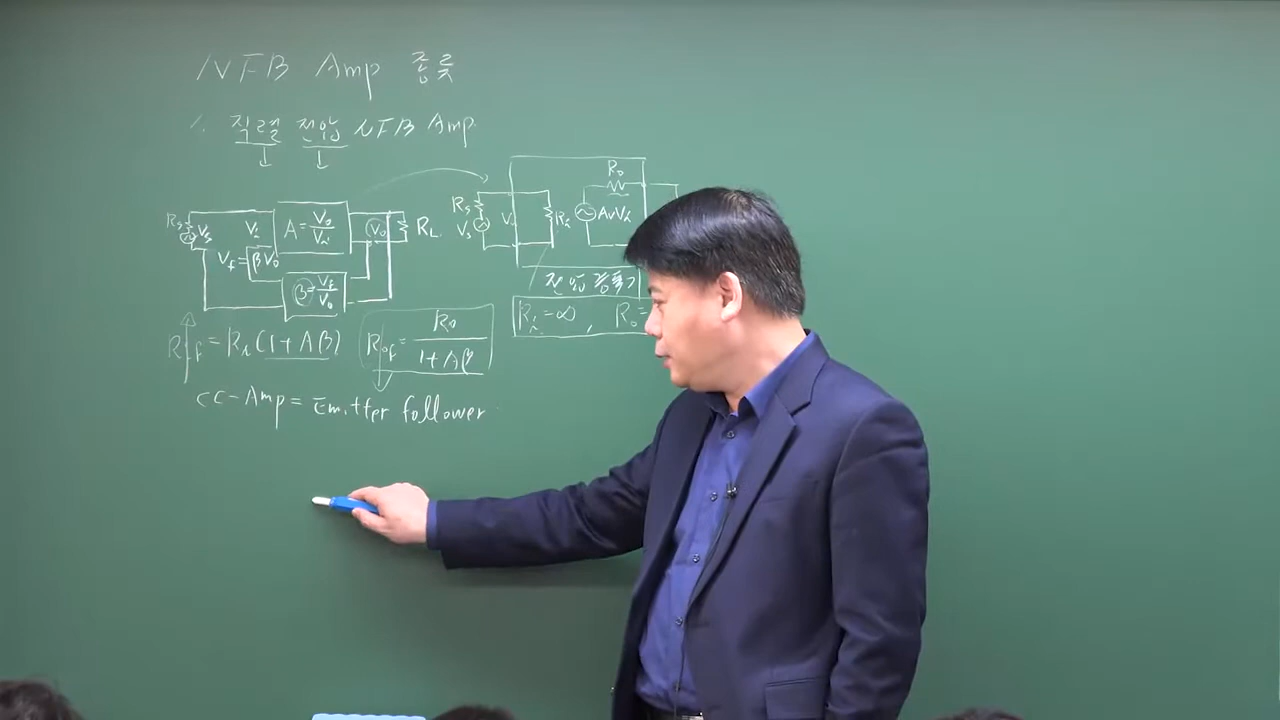 NFB Amp 종류
1. 직렬 전압 NFB Amp
Rs Vs Vi A = Vo/Vi Vo RL
Vf = βVo β = Vf/Vo
Rs Vs Vi Ri Ro AvVi
전압증폭기
Ri = ∞ , Ro =
Rif = Ri (1 + Aβ)
Rof = Ro / 1 + Aβ
CC-Amp = Emitter follower